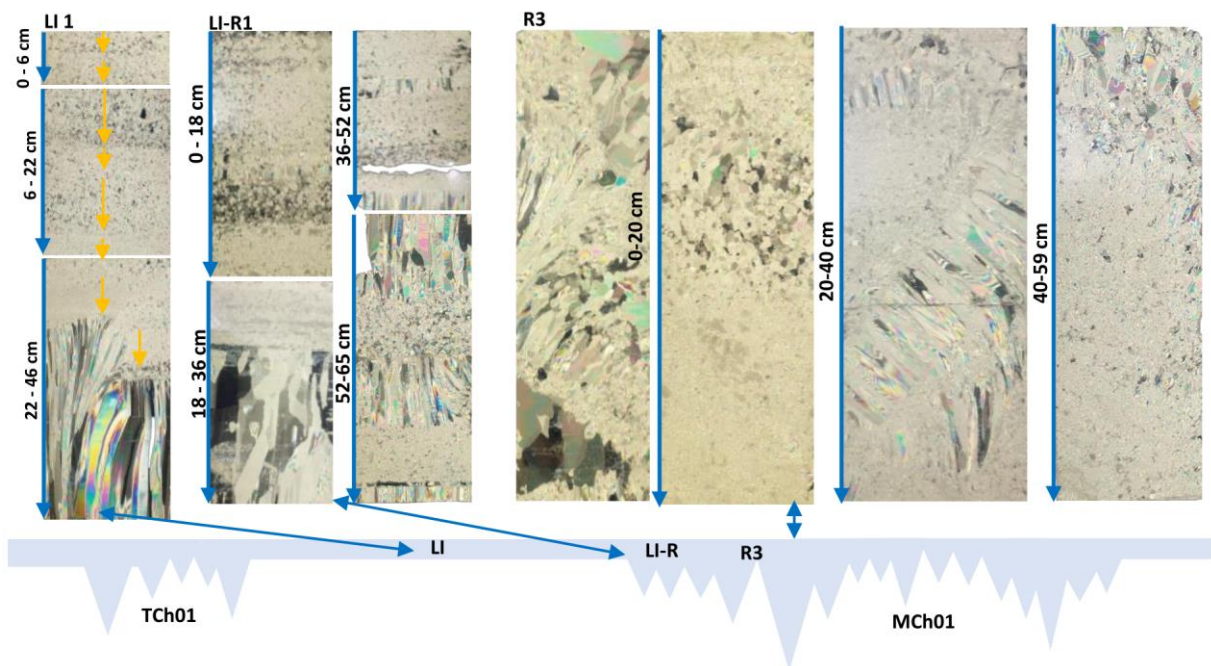 LI 1
LI-R1
R3
0 - 6 cm
6 - 22 cm
22 - 46 cm
0 - 18 cm
18 - 36 cm
36-52 cm
52-65 cm
0-20 cm
20-40 cm
40-59 cm
LI
LI-R
R3
TCh01
MCh01